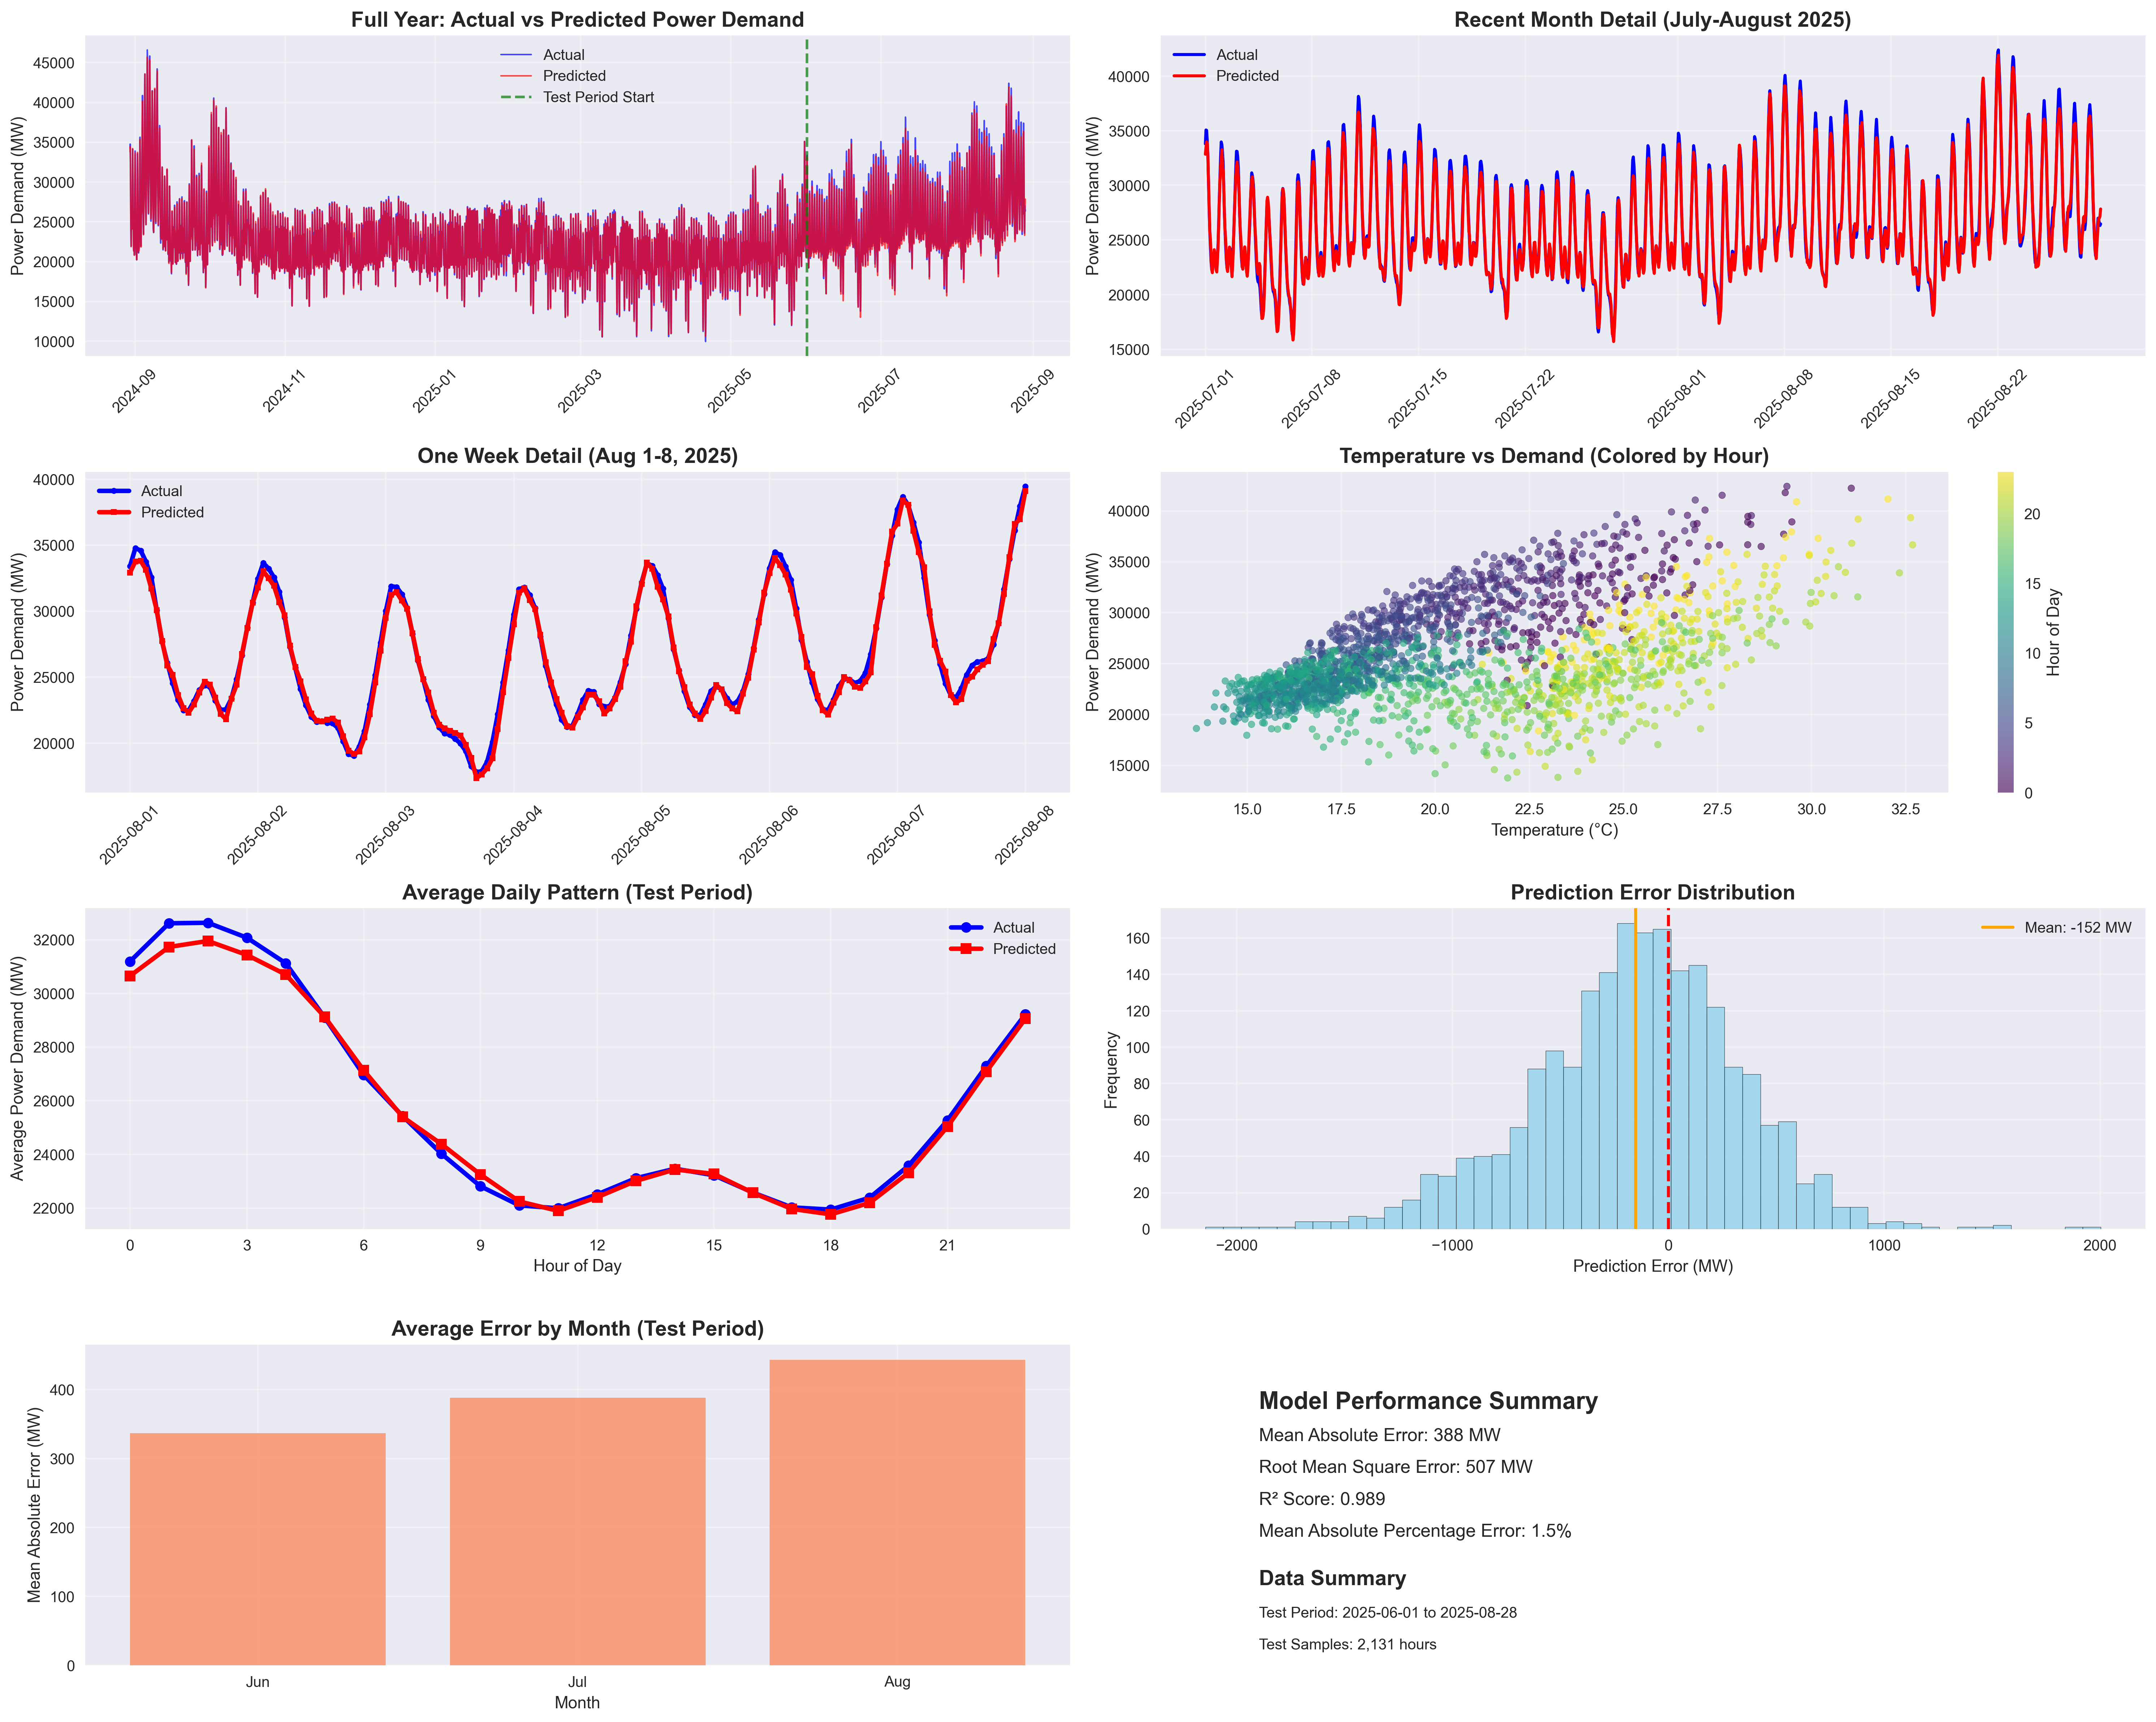 Full Year: Actual vs Predicted Power Demand
Actual
Predicted
Test Period Start
Power Demand (MW)
45000
40000
35000
30000
25000
20000
15000
10000
2024-09
2024-11
2025-01
2025-03
2025-05
2025-07
2025-09
Recent Month Detail (July-August 2025)
Actual
Predicted
Power Demand (MW)
40000
35000
30000
25000
20000
15000
2025-07-01
2025-07-08
2025-07-15
2025-07-22
2025-08-01
2025-08-08
2025-08-15
2025-08-22
One Week Detail (Aug 1-8, 2025)
Actual
Predicted
Power Demand (MW)
40000
35000
30000
25000
20000
2025-08-01
2025-08-02
2025-08-03
2025-08-04
2025-08-05
2025-08-06
2025-08-07
2025-08-08
Temperature vs Demand (Colored by Hour)
Power Demand (MW)
40000
35000
30000
25000
20000
15000
15.0
17.5
20.0
22.5
25.0
27.5
30.0
32.5
Temperature (°C)
20
15
10
5
0
Hour of Day
Average Daily Pattern (Test Period)
Actual
Predicted
Average Power Demand (MW)
32000
30000
28000
26000
24000
22000
0
3
6
9
12
15
18
21
Hour of Day
Prediction Error Distribution
Mean: -152 MW
Frequency
160
140
120
100
80
60
40
20
0
−2000
−1000
0
1000
2000
Prediction Error (MW)
Average Error by Month (Test Period)
Mean Absolute Error (MW)
400
300
200
100
0
Jun
Jul
Aug
Month
Model Performance Summary
Mean Absolute Error: 388 MW
Root Mean Square Error: 507 MW
R² Score: 0.989
Mean Absolute Percentage Error: 1.5%
Data Summary
Test Period: 2025-06-01 to 2025-08-28
Test Samples: 2,131 hours